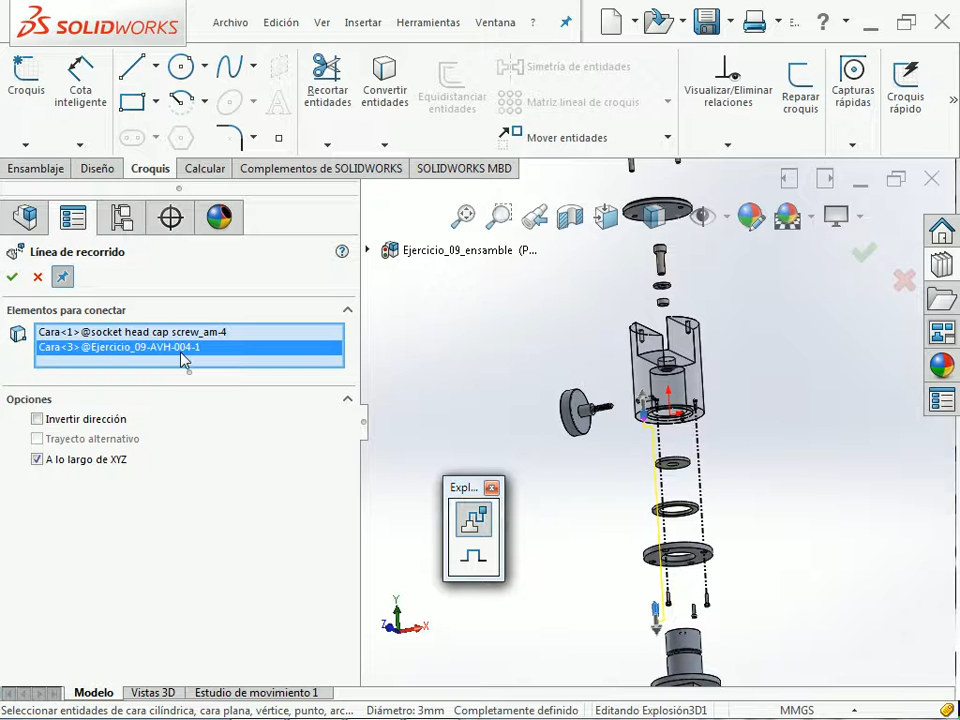 SOLIDWORKS
Archivo Edición Ver Insertar Herramientas Ventana ? E.. ?
Croquis
Cota inteligente
Recortar entidades
Convertir entidades
Equidistanciar entidades
Simetría de entidades
Matriz lineal de croquis
Mover entidades
Visualizar/Eliminar relaciones
Reparar croquis
Capturas rápidas
Croquis rápido
Ensamblaje Diseño Croquis Calcular Complementos de SOLIDWORKS SOLIDWORKS MBD
Línea de recorrido
Ejercicio_09_ensamble (P...
Elementos para conectar
Cara<1>@socket head cap screw_am-4
Cara<3>@Ejercicio_09-AVH-004-1
Opciones
Invertir dirección
Trayecto alternativo
A lo largo de XYZ
Expl...
Y
Z X
Modelo Vistas 3D Estudio de movimiento 1
Seleccionar entidades de cara cilíndrica, cara plana, vértice, punto, arc... Diámetro: 3mm Completamente definido Editando Explosión3D1 MMGS